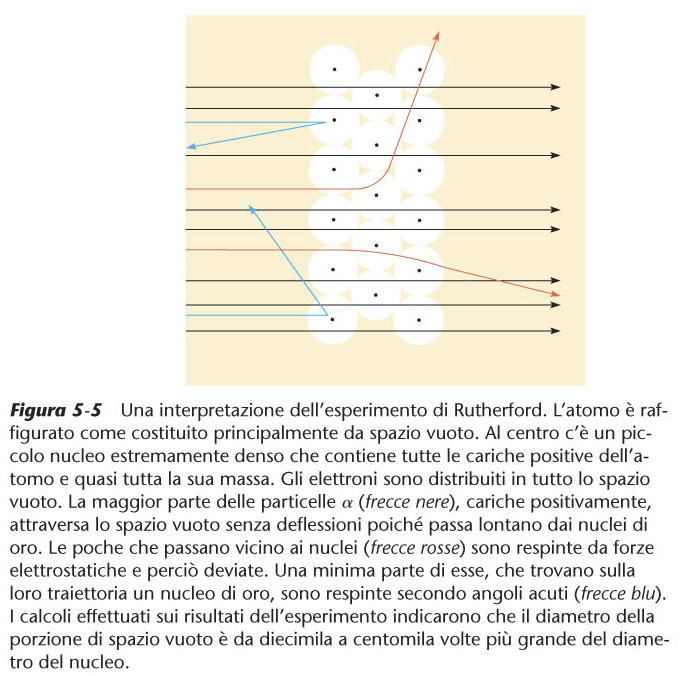 Figura 5-5 Una interpretazione dell'esperimento di Rutherford. L'atomo è raf-
figurato come costituito principalmente da spazio vuoto. Al centro c'è un pic-
colo nucleo estremamente denso che contiene tutte le cariche positive dell'a-
tomo e quasi tutta la sua massa. Gli elettroni sono distribuiti in tutto lo spazio
vuoto. La maggior parte delle particelle α (frecce nere), cariche positivamente,
attraversa lo spazio vuoto senza deflessioni poiché passa lontano dai nuclei di
oro. Le poche che passano vicino ai nuclei (frecce rosse) sono respinte da forze
elettrostatiche e perciò deviate. Una minima parte di esse, che trovano sulla
loro traiettoria un nucleo di oro, sono respinte secondo angoli acuti (frecce blu).
I calcoli effettuati sui risultati dell'esperimento indicarono che il diametro della
porzione di spazio vuoto è da diecimila a centomila volte più grande del diame-
tro del nucleo.